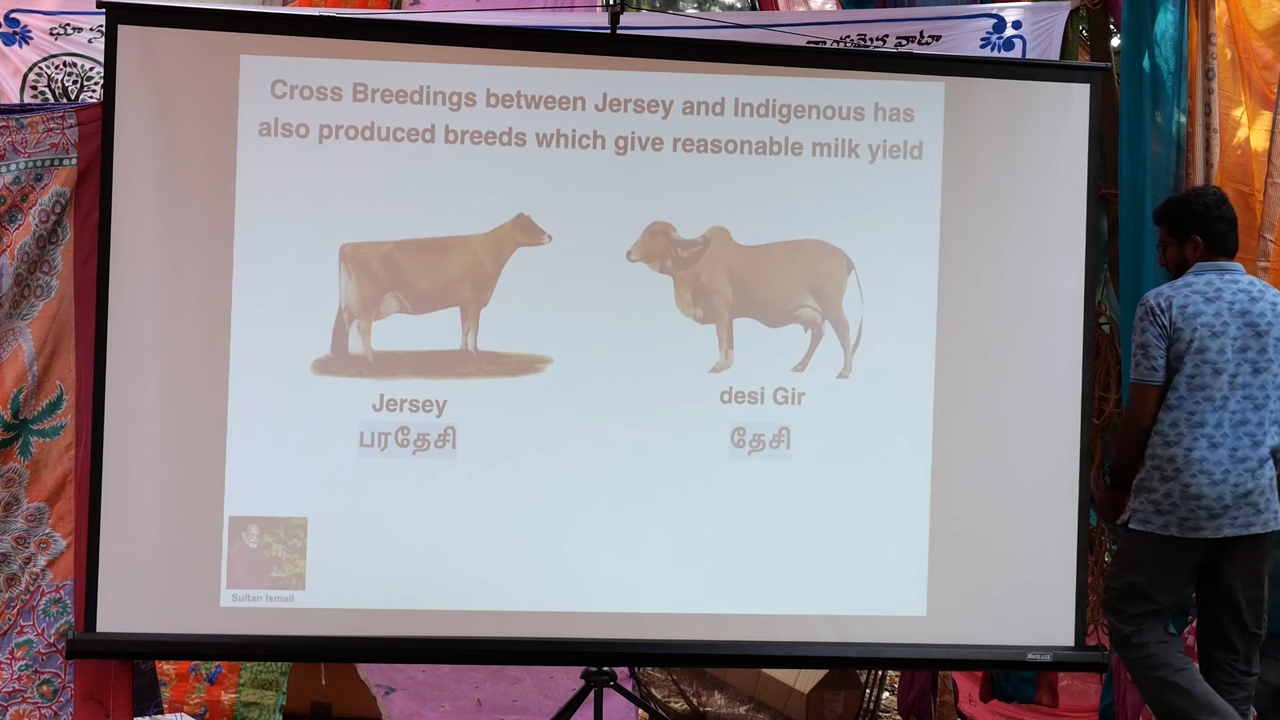 Cross Breedings between Jersey and Indigenous has
also produced breeds which give reasonable milk yield
Jersey
பரதேசி
desi Gir
தேசி
Sultan Ismail